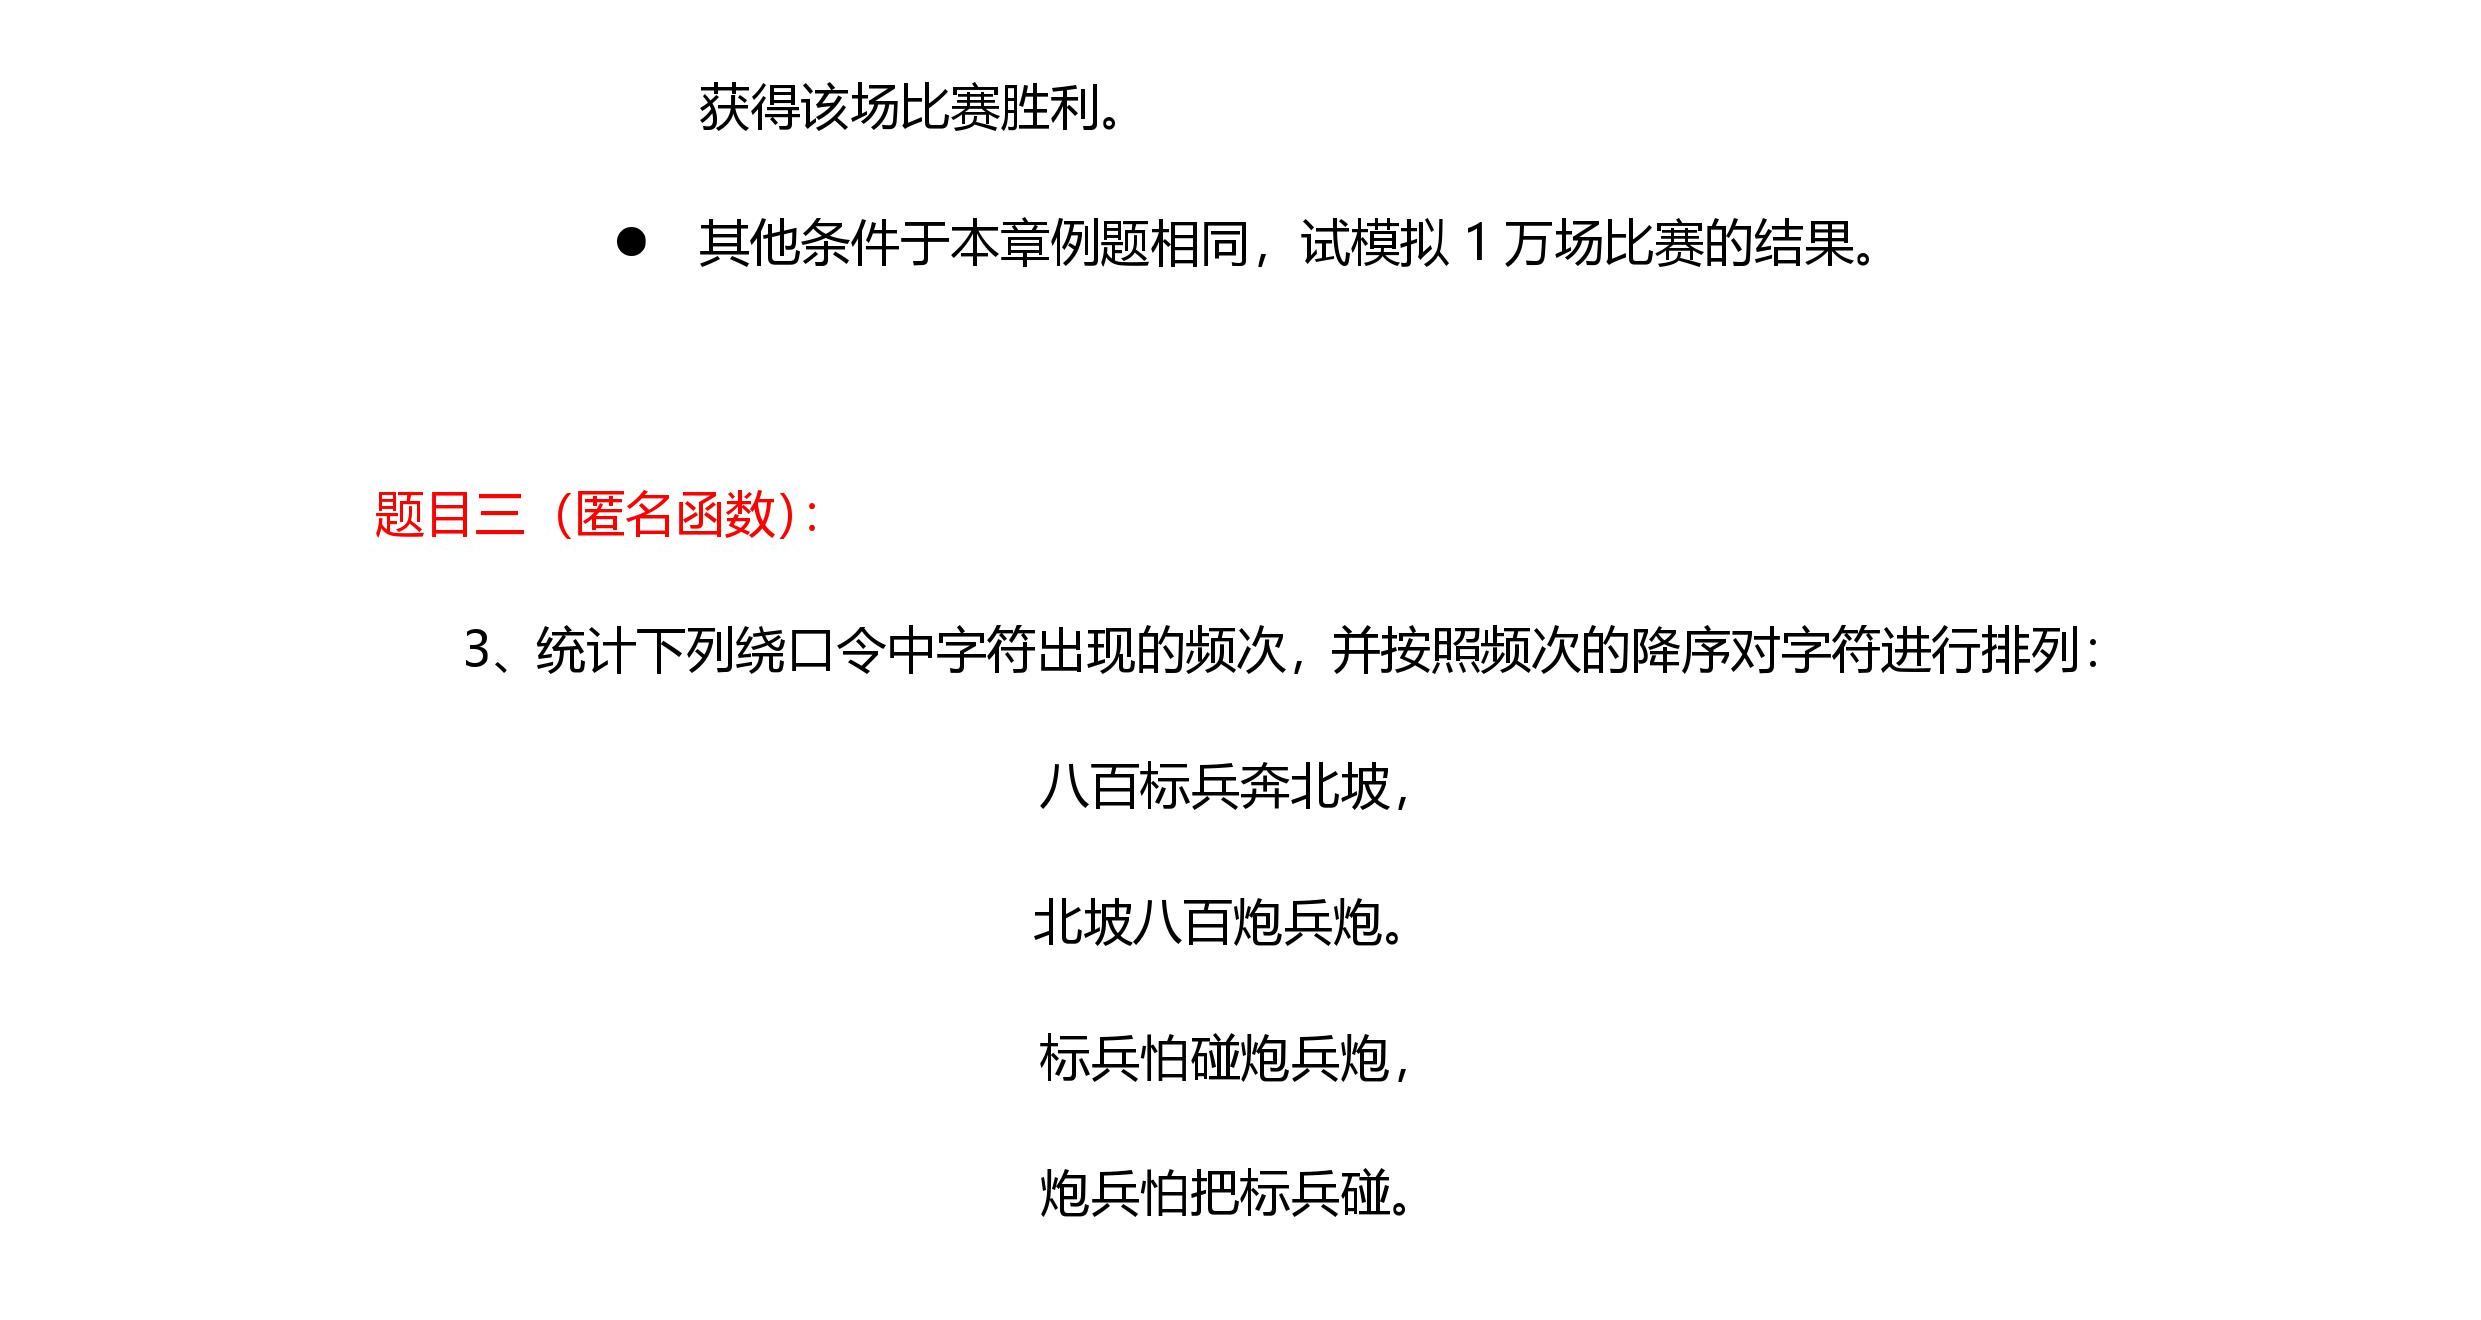 获得该场比赛胜利。
● 其他条件于本章例题相同，试模拟 1 万场比赛的结果。
题目三（匿名函数）：
3、统计下列绕口令中字符出现的频次，并按照频次的降序对字符进行排列：
八百标兵奔北坡，
北坡八百炮兵炮。
标兵怕碰炮兵炮，
炮兵怕把标兵碰。